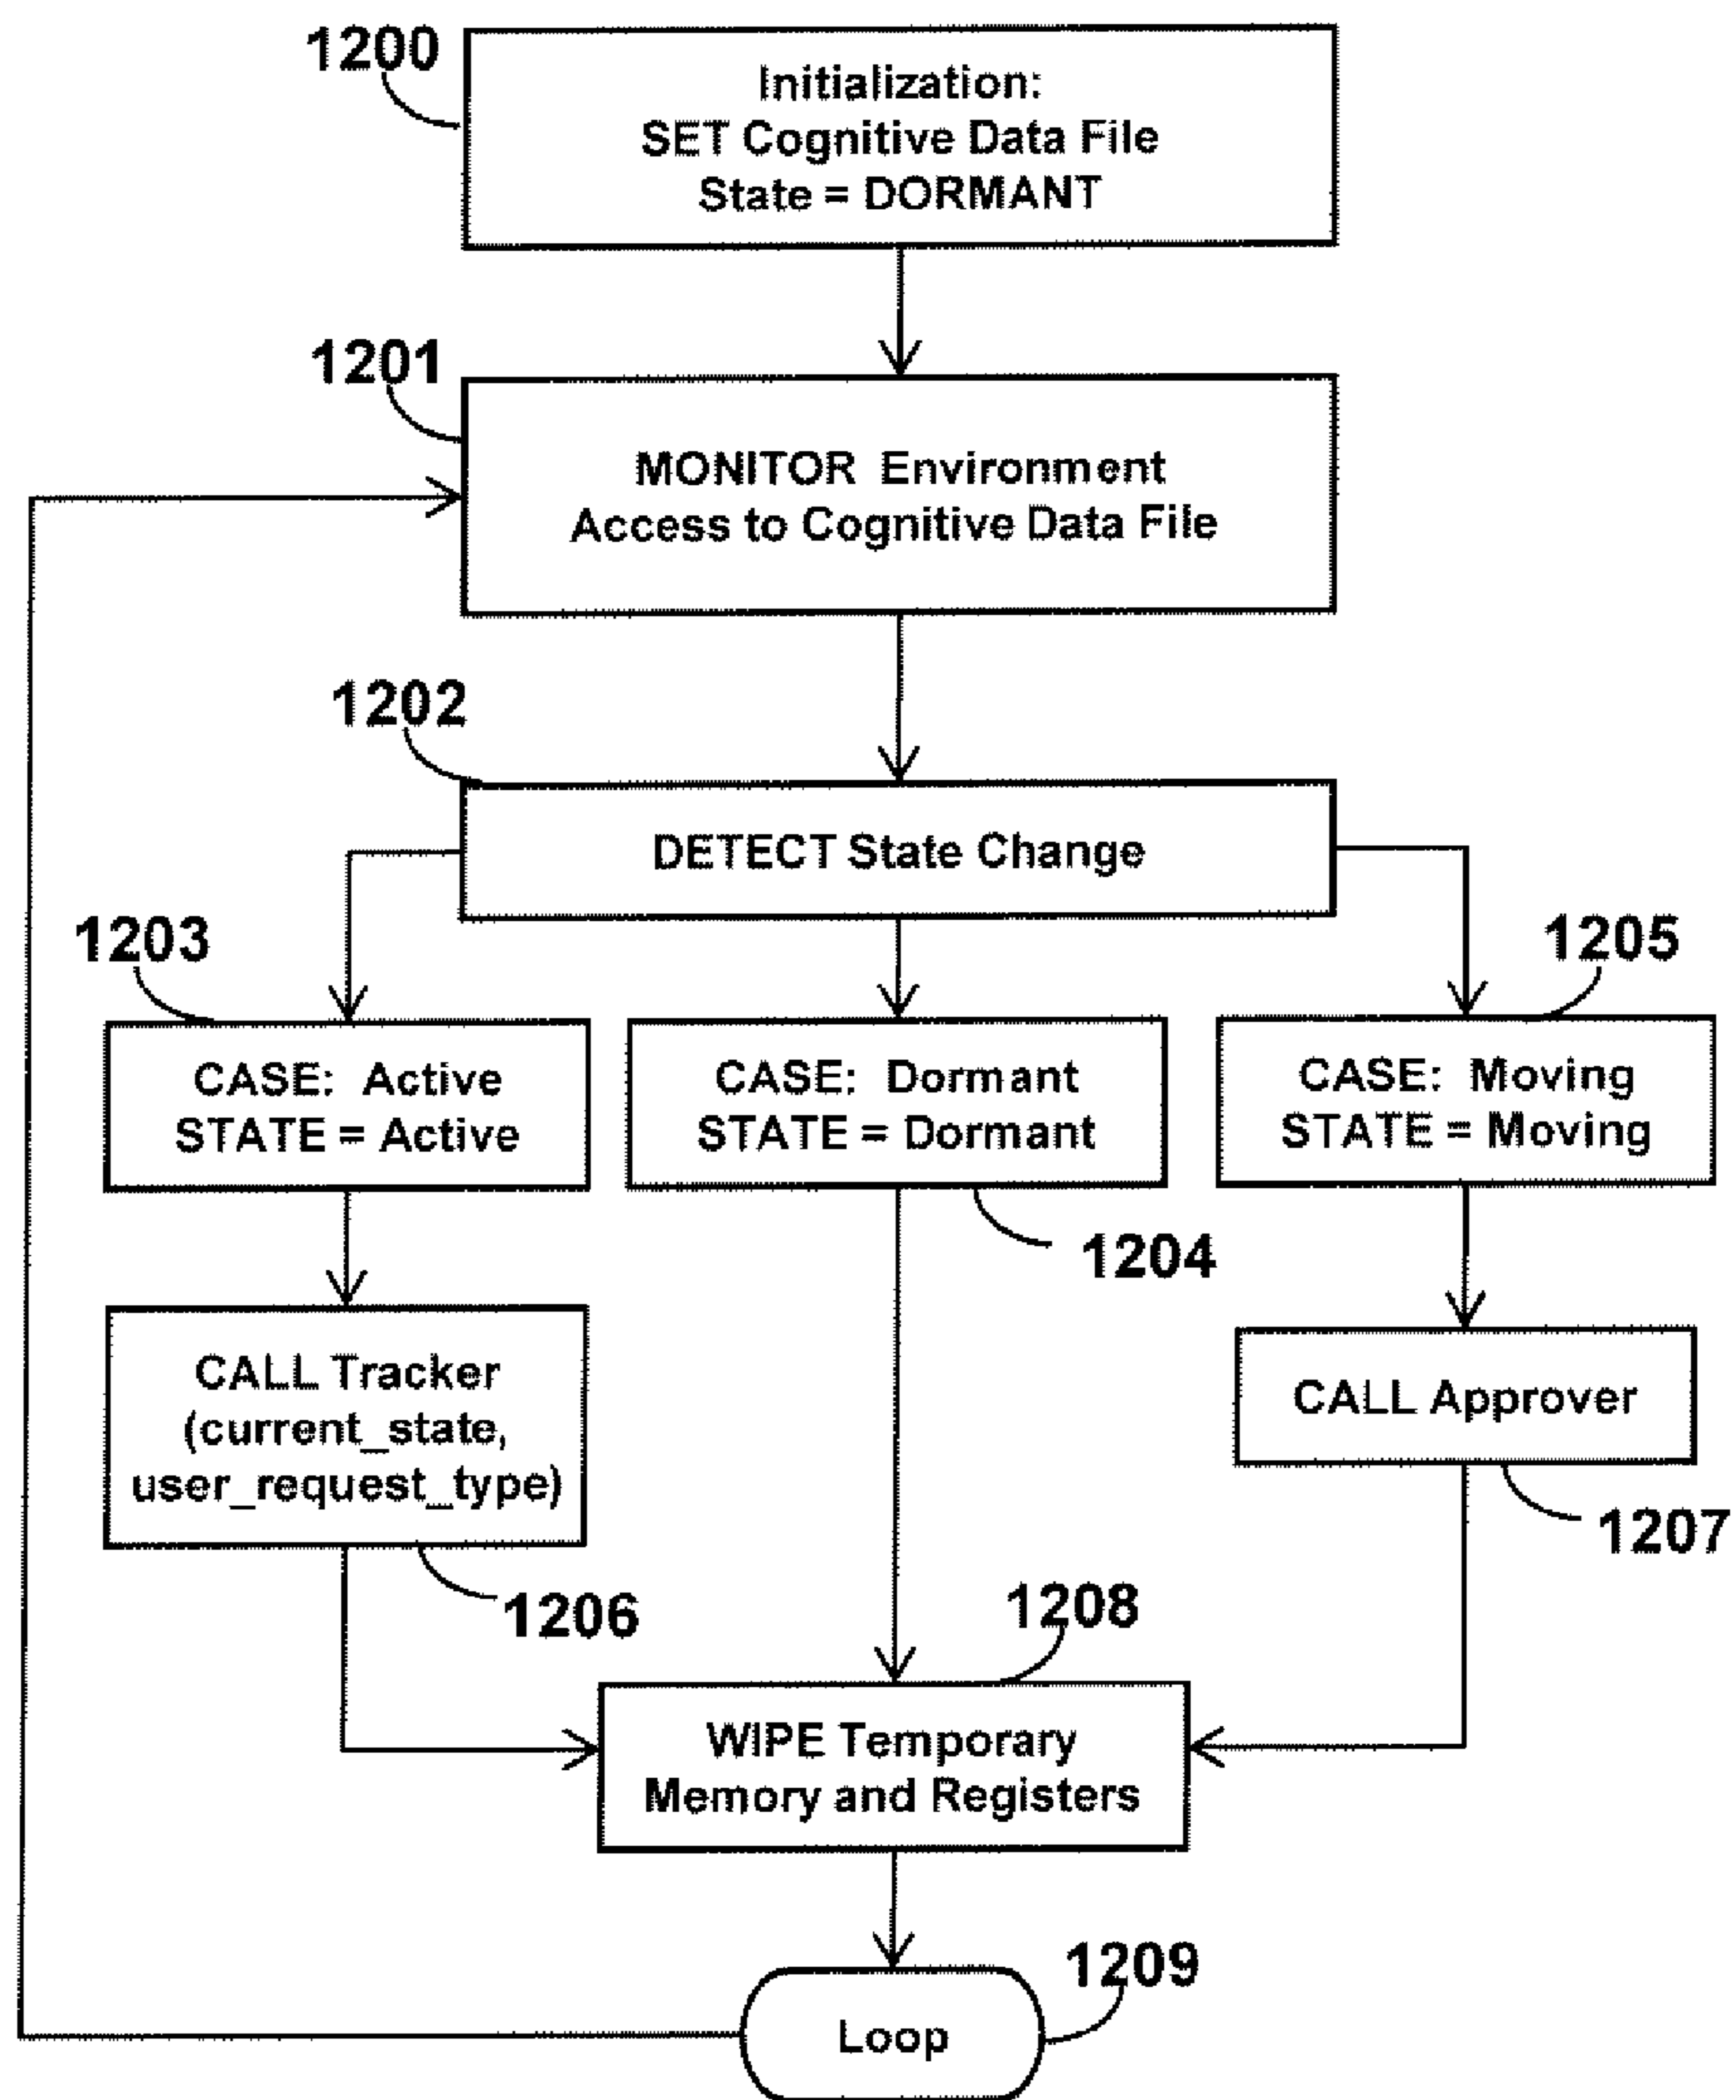 1200
Initialization:
SET Cognitive Data File
State = DORMANT
1201
MONITOR Environment
Access to Cognitive Data File
1202
DETECT State Change
1203
1205
CASE: Active
STATE = Active
CASE: Dormant
STATE = Dormant
CASE: Moving
STATE = Moving
1204
CALL Tracker
(current_state,
user_request_type)
CALL Approver
1207
1206
1208
WIPE Temporary
Memory and Registers
1209
Loop